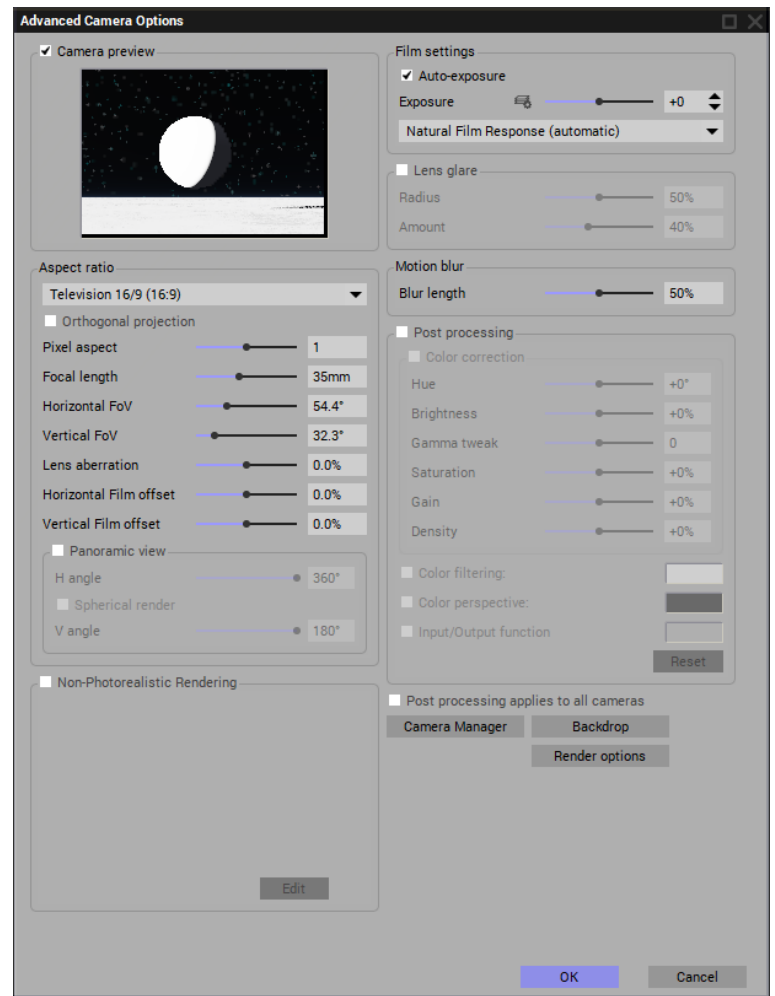 Advanced Camera Options
Camera preview
Aspect ratio
Television 16/9 (16:9)
Orthogonal projection
Pixel aspect 1
Focal length 35mm
Horizontal FoV 54.4°
Vertical FoV 32.3°
Lens aberration 0.0%
Horizontal Film offset 0.0%
Vertical Film offset 0.0%
Panoramic view
H angle 360°
Spherical render
V angle 180°
Non-Photorealistic Rendering
Edit
Film settings
Auto-exposure
Exposure +0
Natural Film Response (automatic)
Lens glare
Radius 50%
Amount 40%
Motion blur
Blur length 50%
Post processing
Color correction
Hue +0°
Brightness +0%
Gamma tweak 0
Saturation +0%
Gain +0%
Density +0%
Color filtering:
Color perspective:
Input/Output function
Reset
Post processing applies to all cameras
Camera Manager Backdrop
Render options
OK Cancel